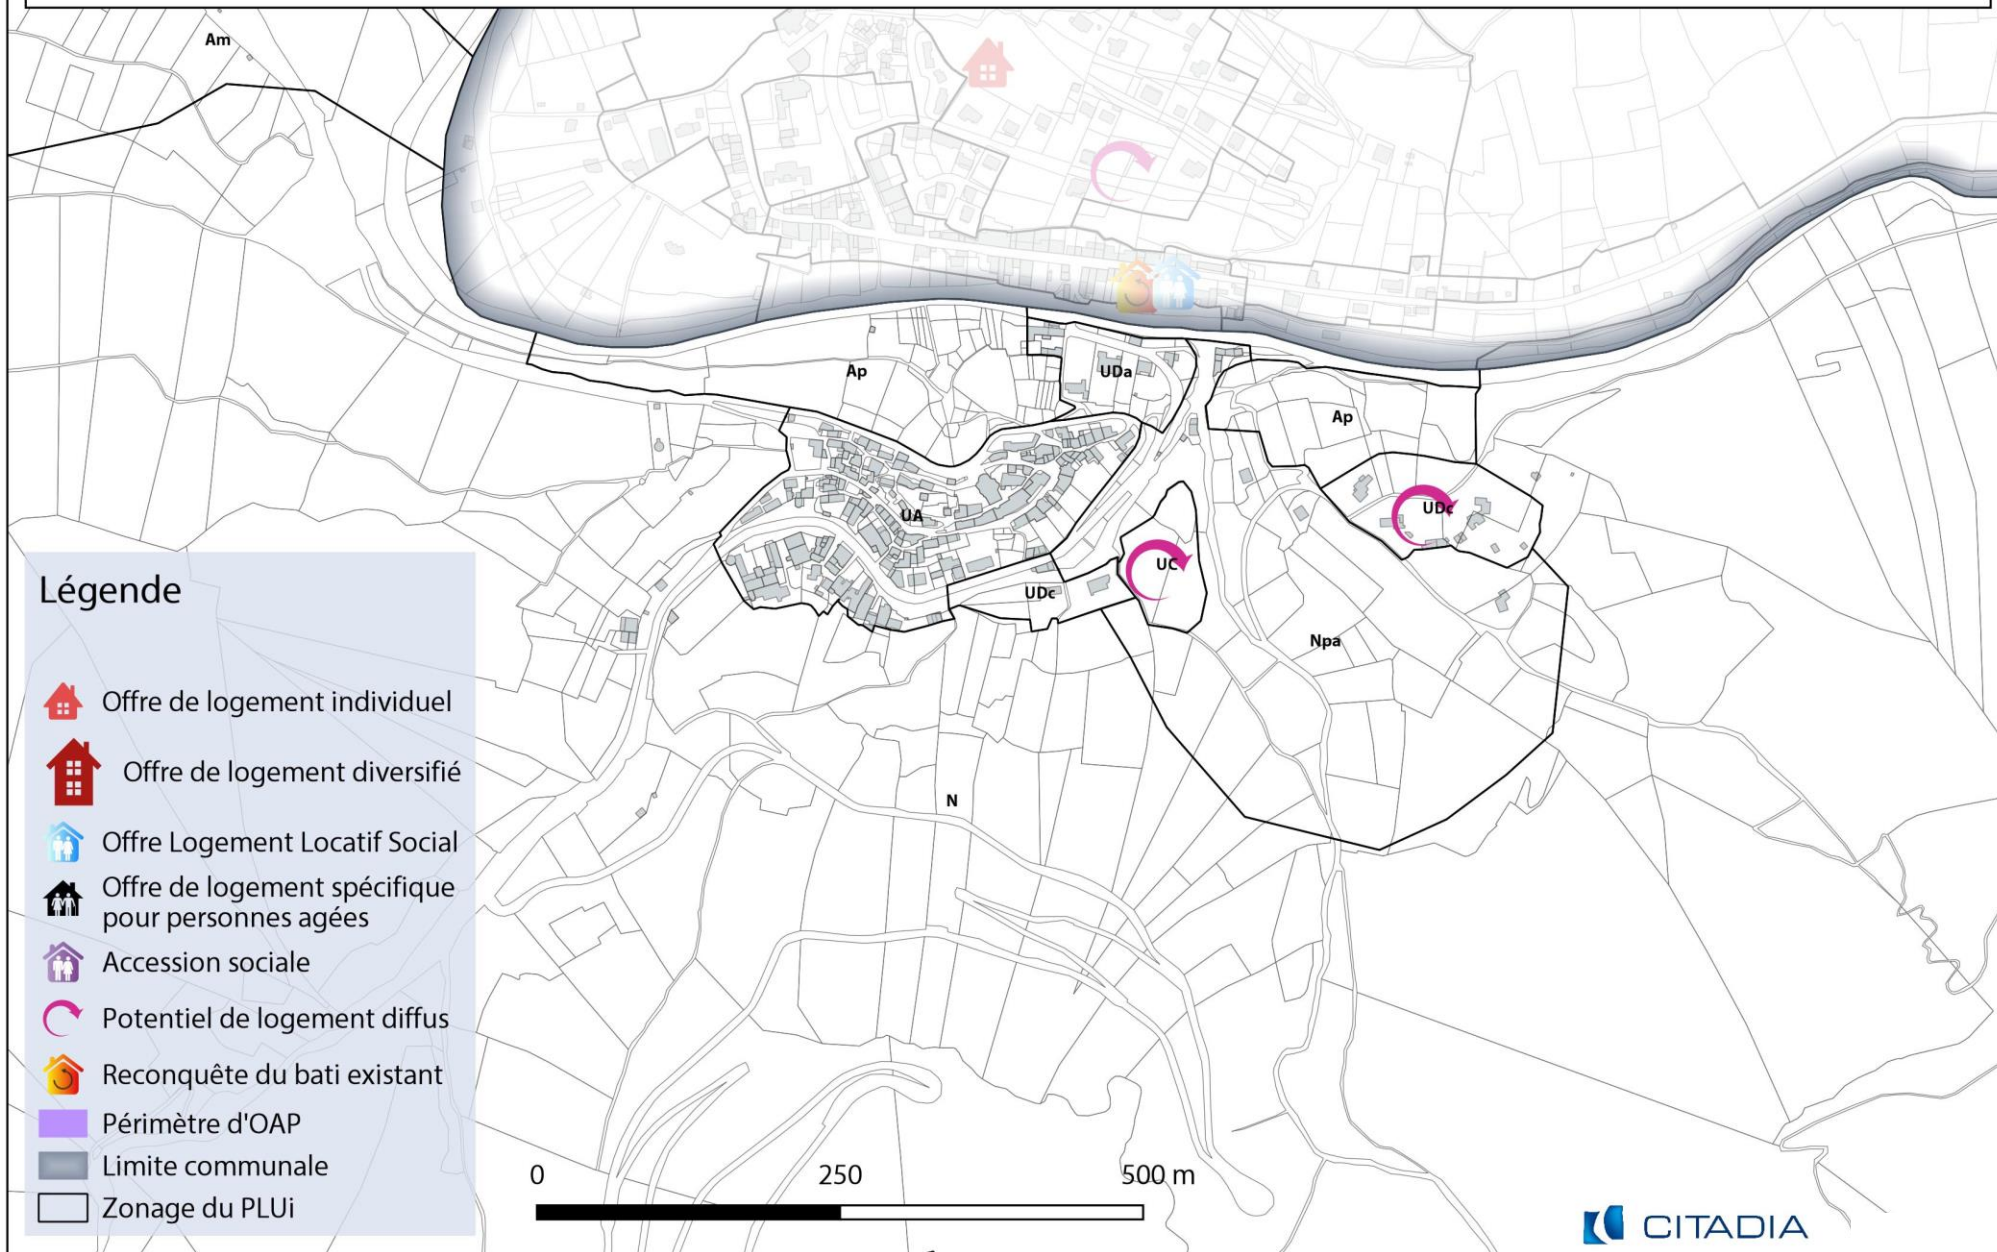 Am
Ap
UDa
Ap
UDc
UA
UC
UDc
Npa
N
Légende
Offre de logement individuel
Offre de logement diversifié
Offre Logement Locatif Social
Offre de logement spécifique
pour personnes agées
Accession sociale
Potentiel de logement diffus
Reconquête du bati existant
Périmètre d'OAP
Limite communale
Zonage du PLUi
0 250 500 m
CITADIA